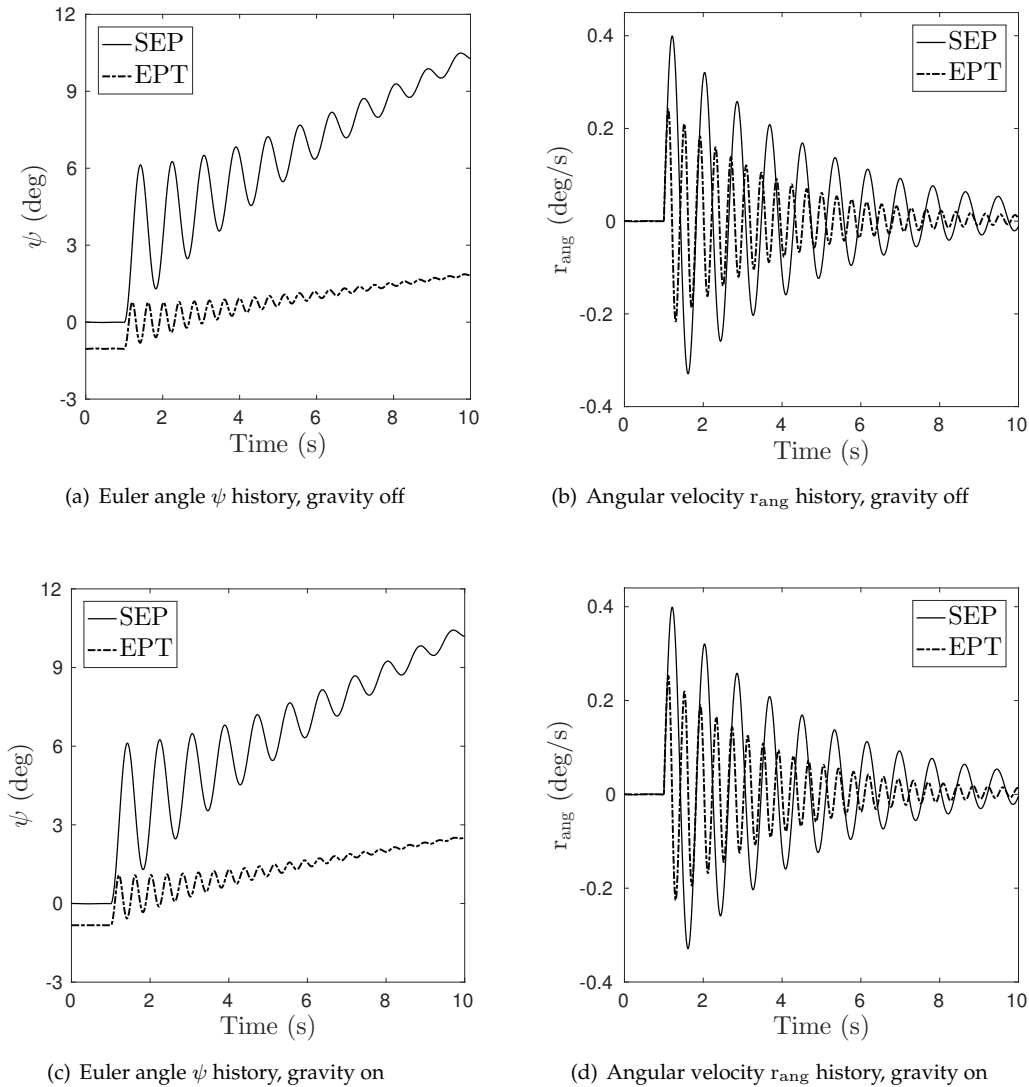 12
9
6
3
0
-3
ψ (deg)
SEP
EPT
0 2 4 6 8 10
Time (s)
(a) Euler angle ψ history, gravity off
0.4
0.2
0
-0.2
-0.4
r_ang (deg/s)
SEP
EPT
0 2 4 6 8 10
Time (s)
(b) Angular velocity r_ang history, gravity off
12
9
6
3
0
-3
ψ (deg)
SEP
EPT
0 2 4 6 8 10
Time (s)
(c) Euler angle ψ history, gravity on
0.4
0.2
0
-0.2
-0.4
r_ang (deg/s)
SEP
EPT
0 2 4 6 8 10
Time (s)
(d) Angular velocity r_ang history, gravity on